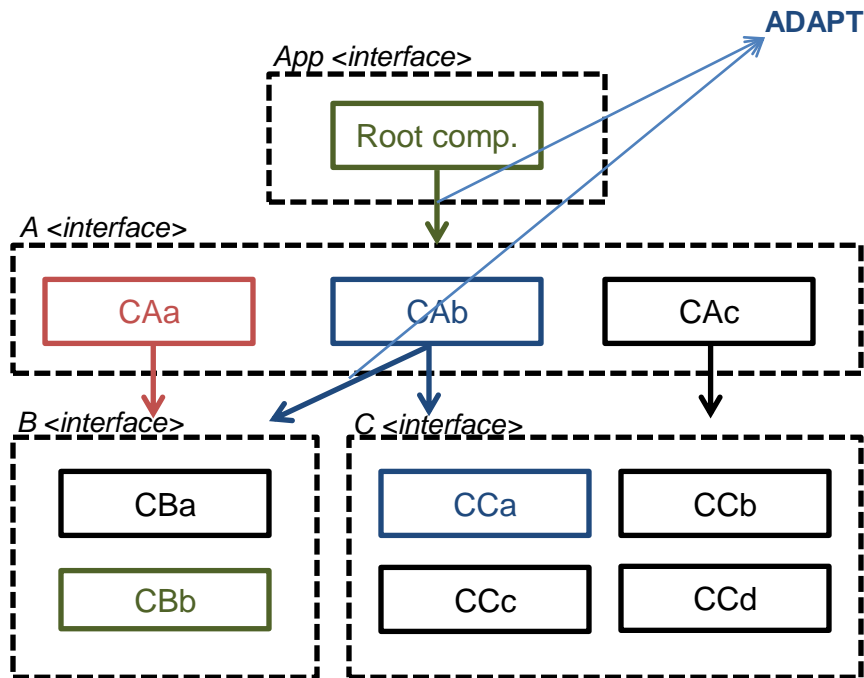 ADAPT
App <interface>
Root comp.
A <interface>
CAa
CAb
CAc
B <interface>
C <interface>
CBa
CCa
CCb
CBb
CCc
CCd